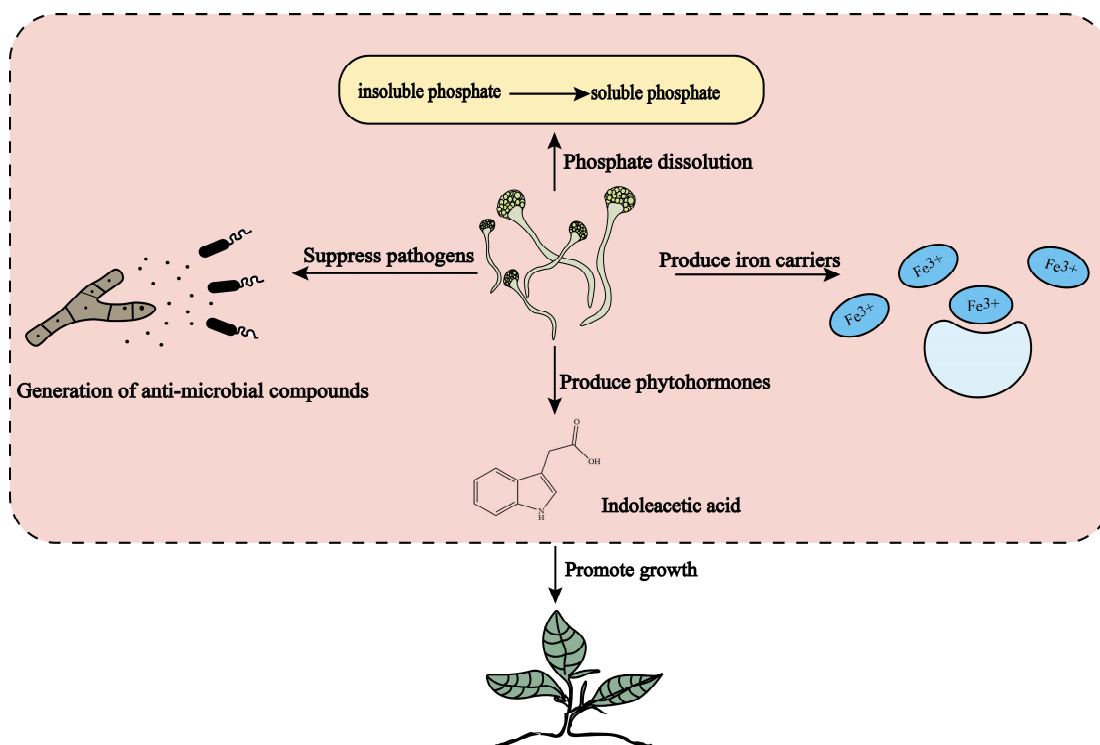 insoluble phosphate
soluble phosphate
Phosphate dissolution
Suppress pathogens
Produce iron carriers
Fe3+
Fe3+
Fe3+
Fe3+
Generation of anti-microbial compounds
Produce phytohormones
O
OH
N
H
Indoleacetic acid
Promote growth